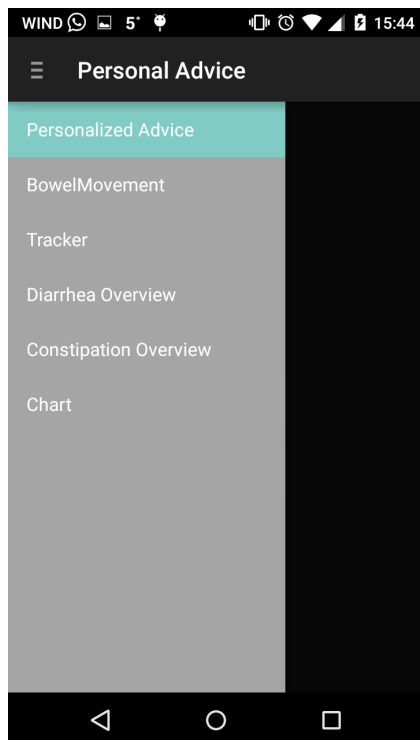 WIND 5° 15:44
Personal Advice
Personalized Advice
BowelMovement
Tracker
Diarrhea Overview
Constipation Overview
Chart